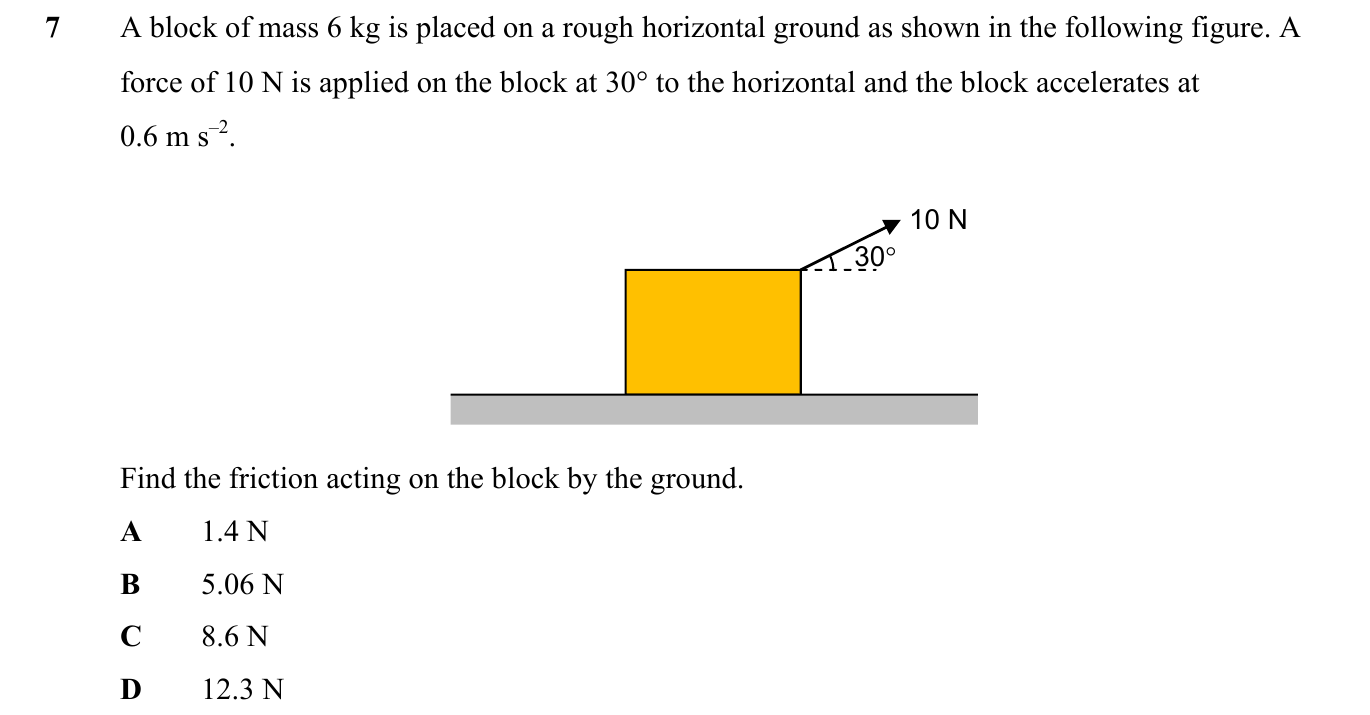 7 A block of mass 6 kg is placed on a rough horizontal ground as shown in the following figure. A
force of 10 N is applied on the block at 30° to the horizontal and the block accelerates at
0.6 m s⁻².
10 N
30°
Find the friction acting on the block by the ground.
A 1.4 N
B 5.06 N
C 8.6 N
D 12.3 N